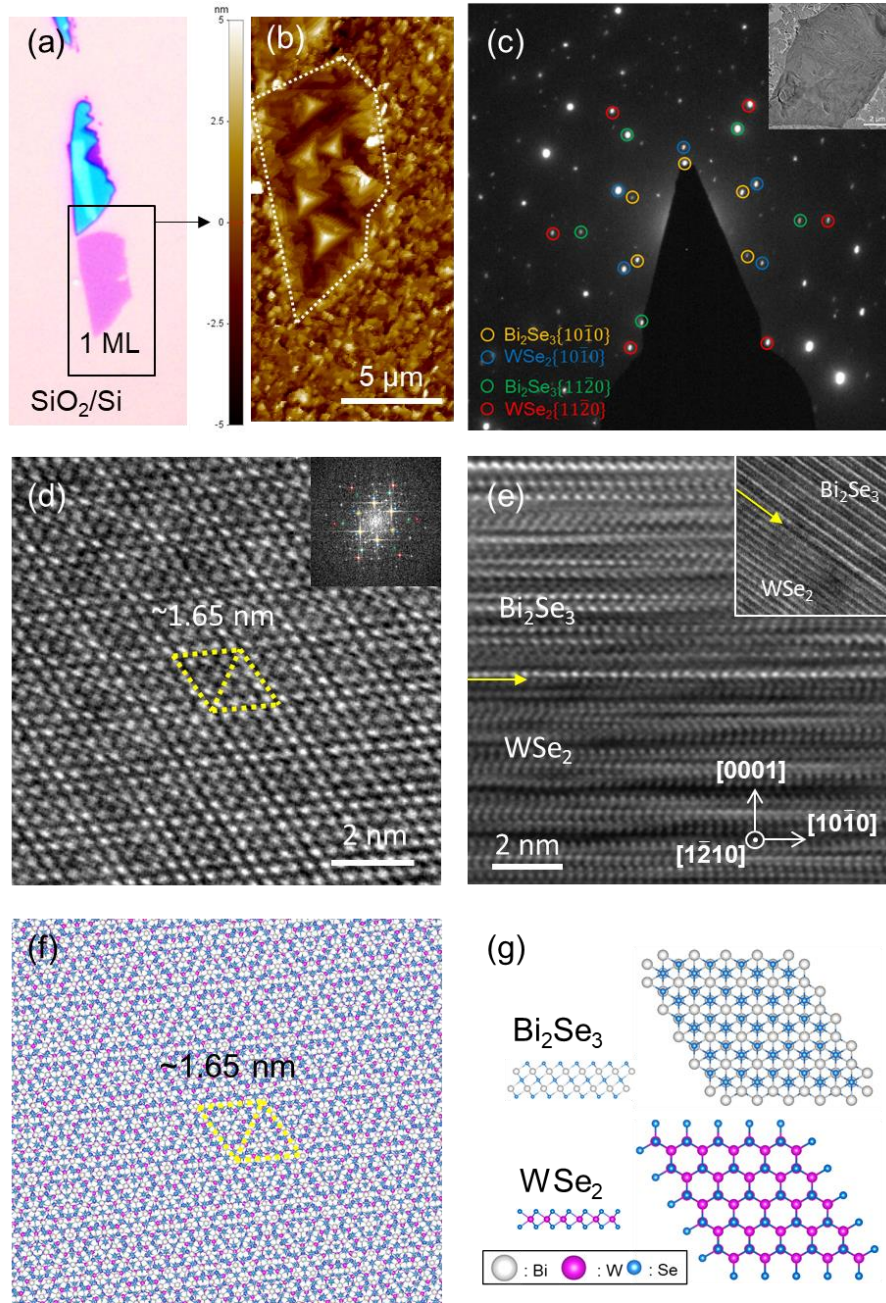 (a)
1 ML
SiO₂/Si
nm
5
2.5
0
-2.5
-5
(b)
5 μm
(c)
Bi₂Se₃{101̅0}
WSe₂{101̅0}
Bi₂Se₃{112̅0}
WSe₂{112̅0}
(d)
~1.65 nm
2 nm
(e)
Bi₂Se₃
WSe₂
Bi₂Se₃
WSe₂
[0001]
[101̅0]
[12̅10]
2 nm
(f)
~1.65 nm
(g)
Bi₂Se₃
WSe₂
: Bi : W : Se